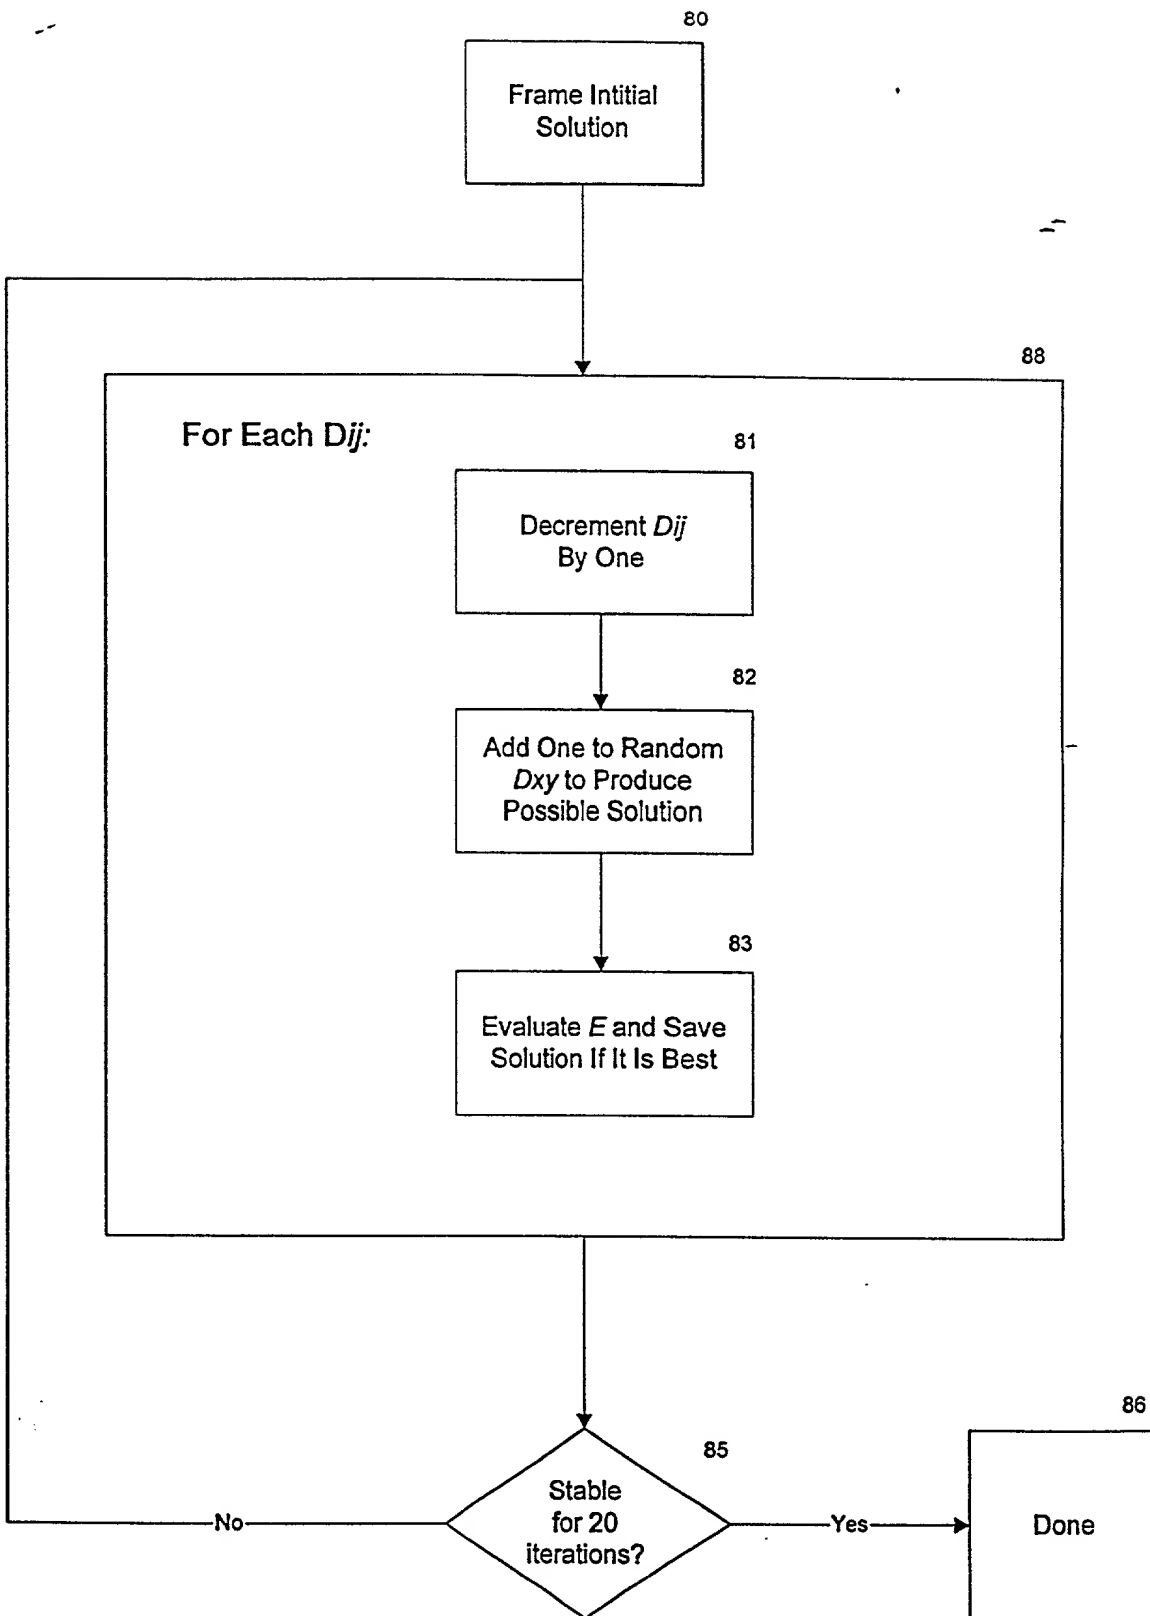 80
Frame Intitial
Solution
88
For Each Dij:
81
Decrement Dij
By One
82
Add One to Random
Dxy to Produce
Possible Solution
83
Evaluate E and Save
Solution If It Is Best
86
85
Stable
for 20
iterations?
No
Yes
Done